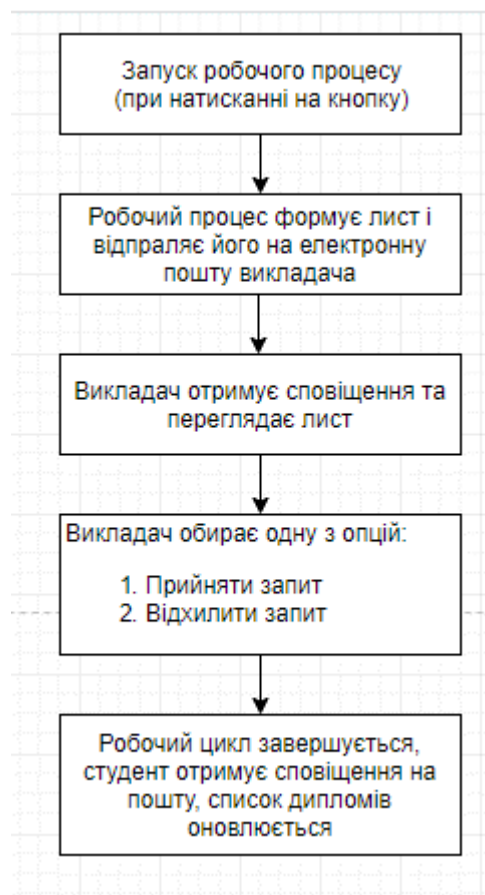 Запуск робочого процесу
(при натисканні на кнопку)
Робочий процес формує лист і
відпраляє його на електронну
пошту викладача
Викладач отримує сповіщення та
переглядає лист
Викладач обирає одну з опцій:
1. Прийняти запит
2. Відхилити запит
Робочий цикл завершується,
студент отримує сповіщення на
пошту, список дипломів
оновлюється